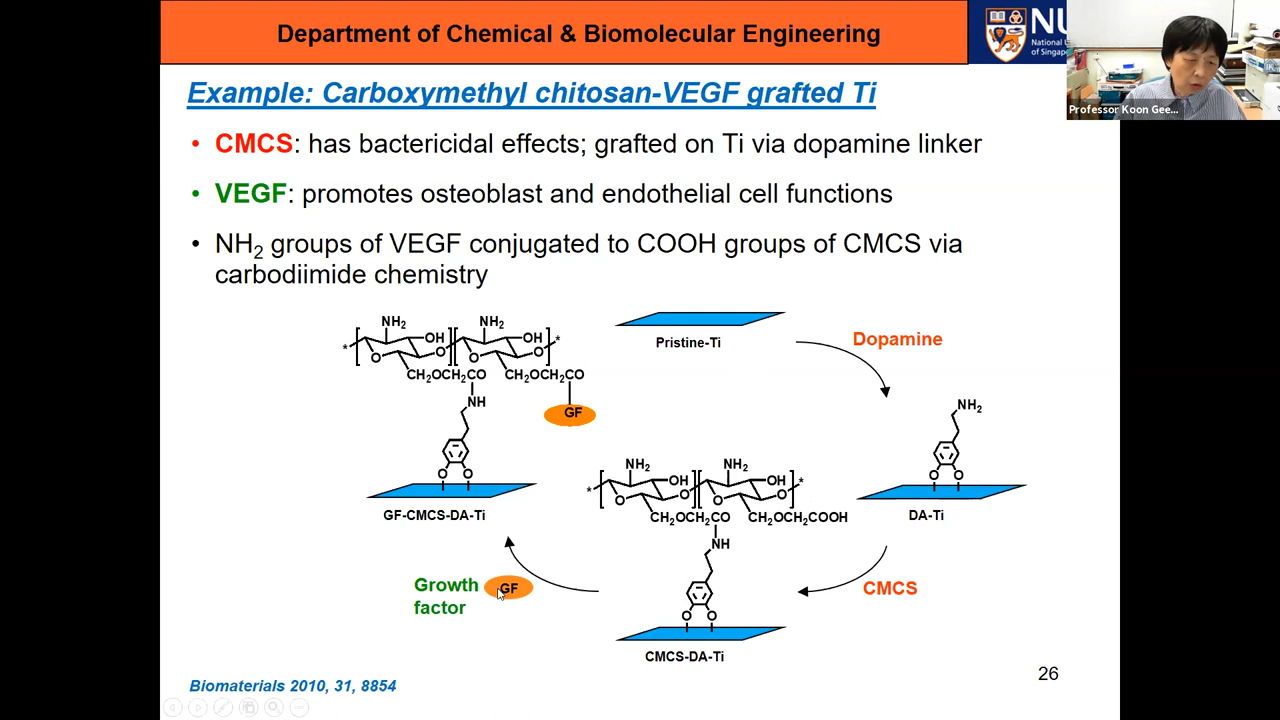 Department of Chemical & Biomolecular Engineering
NU
National U
of Singap
Professor Koon Gee...
Example: Carboxymethyl chitosan-VEGF grafted Ti
• CMCS: has bactericidal effects; grafted on Ti via dopamine linker
• VEGF: promotes osteoblast and endothelial cell functions
• NH₂ groups of VEGF conjugated to COOH groups of CMCS via
carbodiimide chemistry
NH₂ NH₂
OH OH
O O O O
* *
CH₂OCH₂CO CH₂OCH₂CO
NH
GF
O O
GF-CMCS-DA-Ti
Pristine-Ti
Dopamine
NH₂
O O
DA-Ti
CMCS
NH₂ NH₂
OH OH
O O O O
* *
CH₂OCH₂CO CH₂OCH₂COOH
NH
O O
CMCS-DA-Ti
Growth
factor
GF
Biomaterials 2010, 31, 8854
26